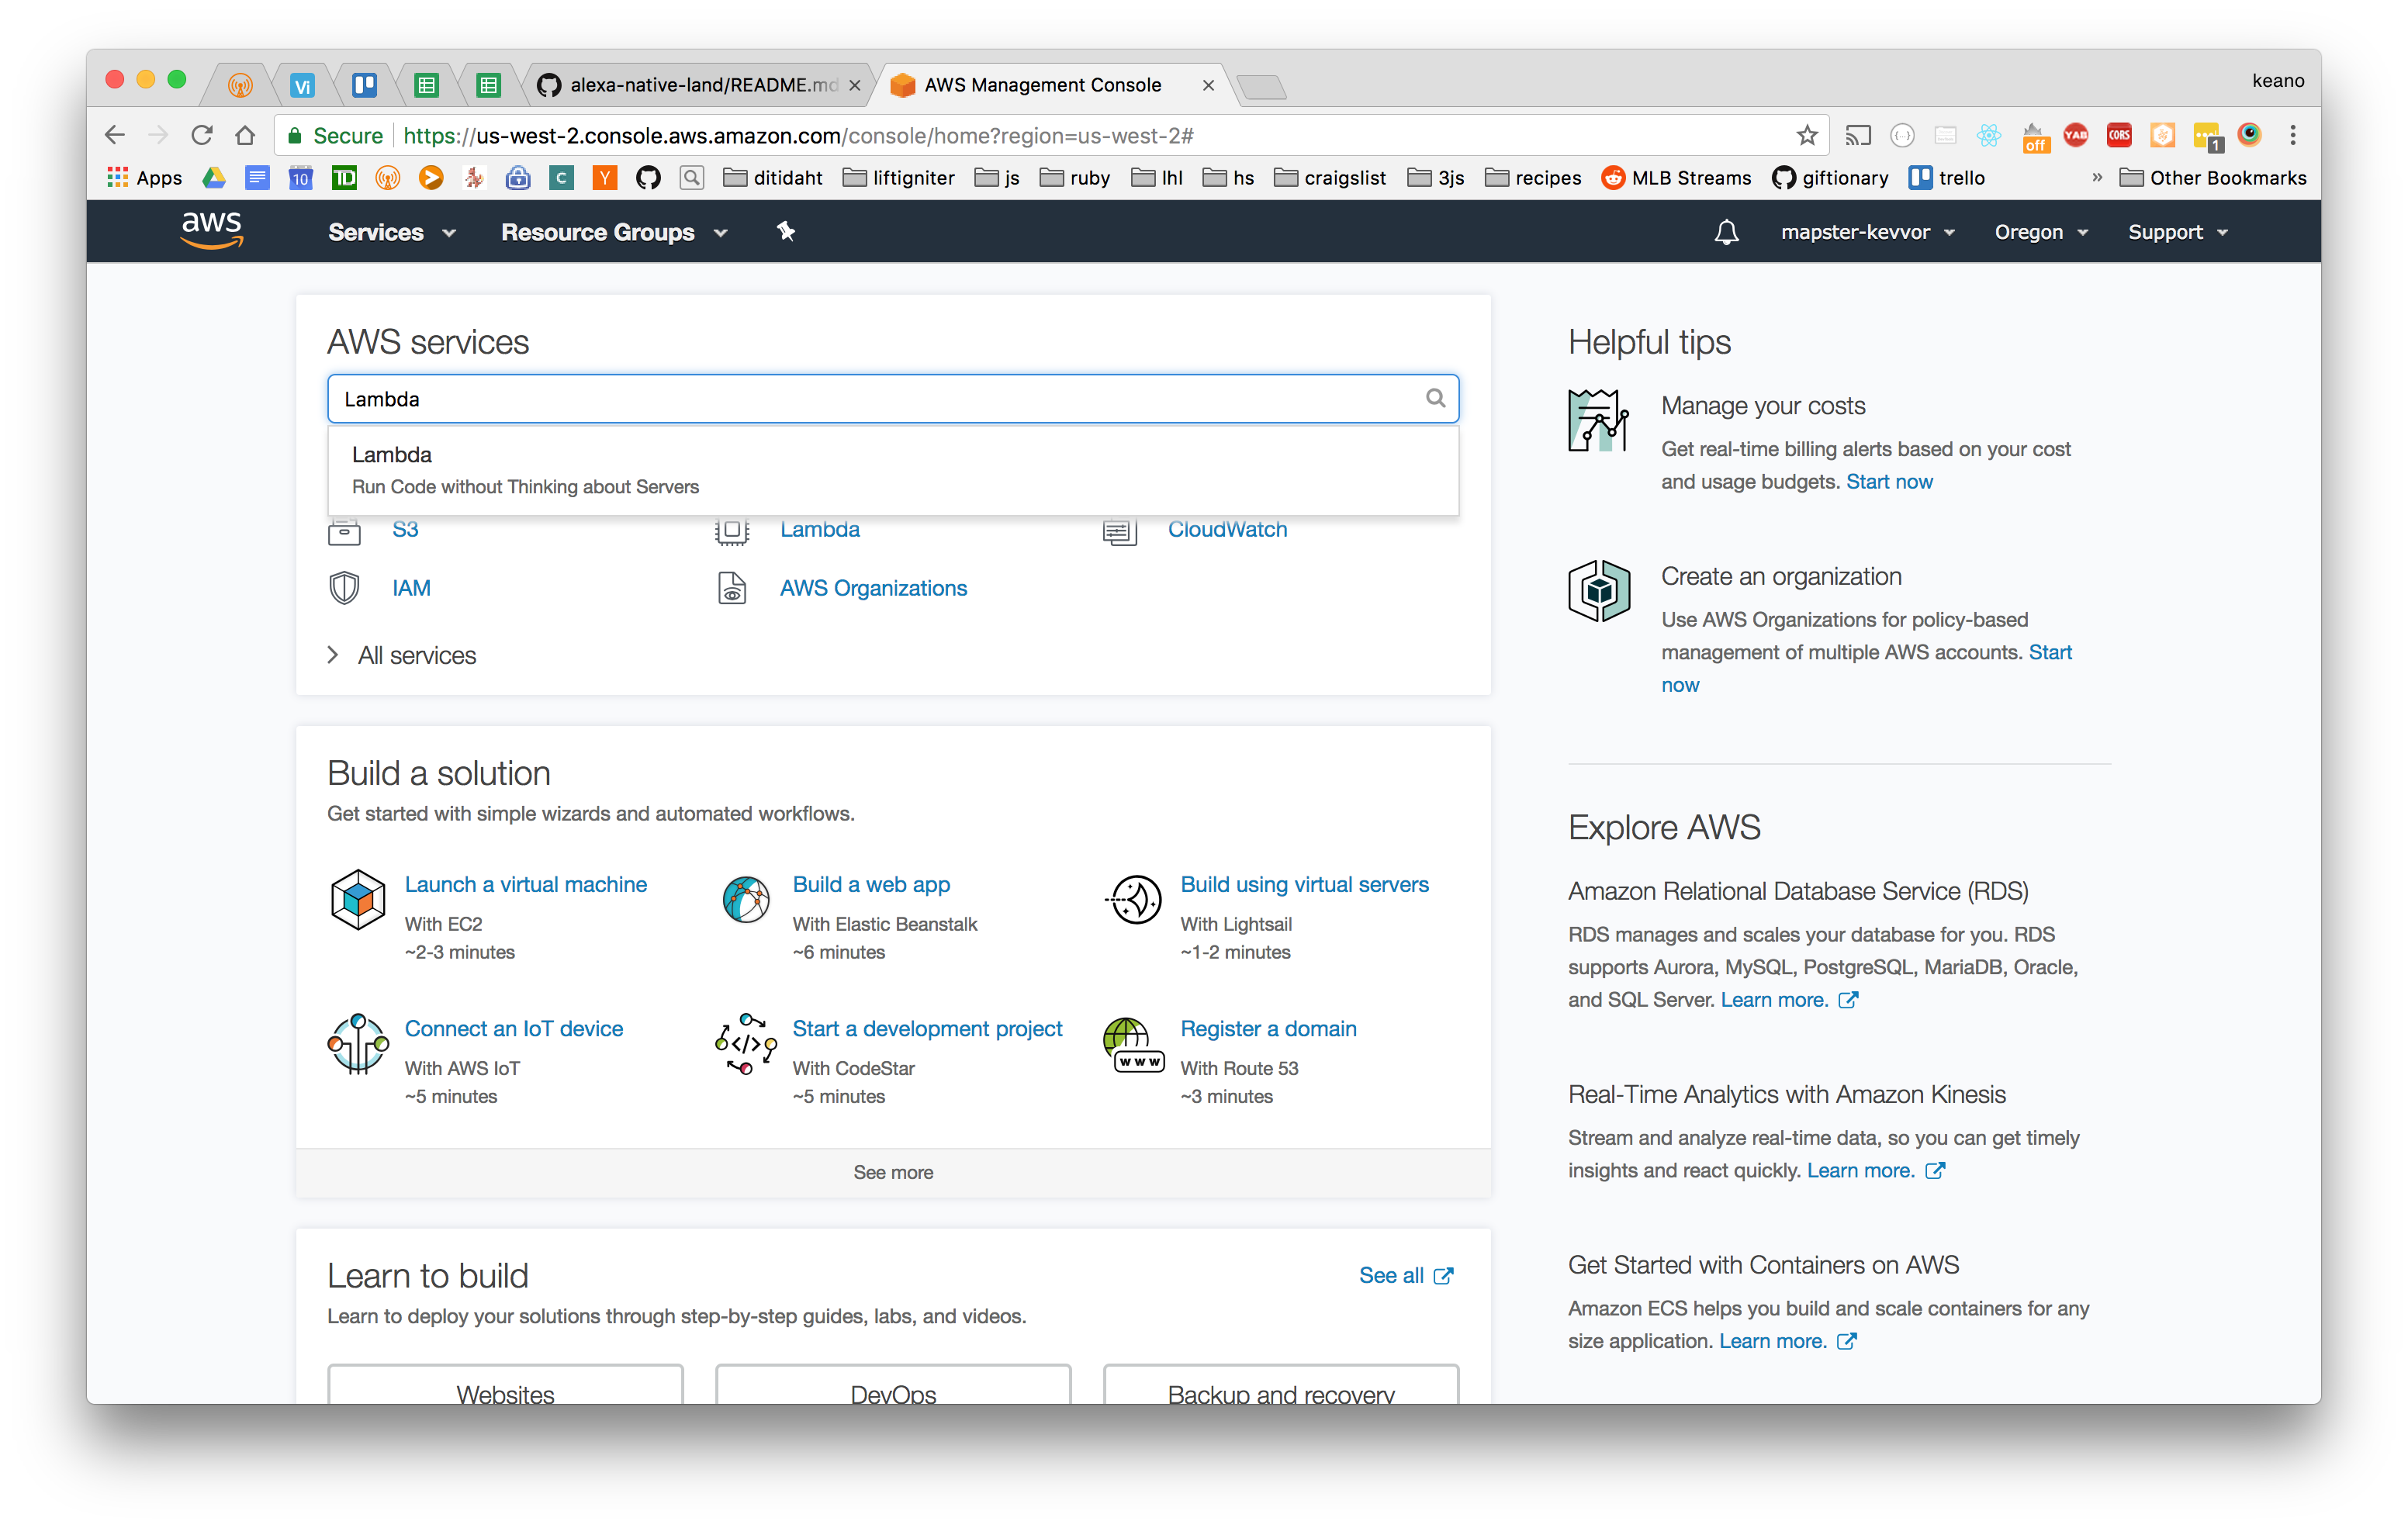 keano
Vi
alexa-native-land/README.md
AWS Management Console
Secure
https://us-west-2.console.aws.amazon.com/console/home?region=us-west-2#
off
YAB
CORS
1
Apps
10
TD
C
Y
ditidaht
liftigniter
js
ruby
lhl
hs
craigslist
3js
recipes
MLB Streams
giftionary
trello
»
Other Bookmarks
aws
Services
Resource Groups
mapster-kevvor
Oregon
Support
AWS services
Lambda
Lambda
Run Code without Thinking about Servers
S3
Lambda
CloudWatch
IAM
AWS Organizations
All services
Build a solution
Get started with simple wizards and automated workflows.
Launch a virtual machine
With EC2
~2-3 minutes
Build a web app
With Elastic Beanstalk
~6 minutes
Build using virtual servers
With Lightsail
~1-2 minutes
Connect an IoT device
With AWS IoT
~5 minutes
Start a development project
With CodeStar
~5 minutes
www
Register a domain
With Route 53
~3 minutes
See more
Learn to build
See all
Learn to deploy your solutions through step-by-step guides, labs, and videos.
Websites
DevOps
Backup and recovery
Helpful tips
Manage your costs
Get real-time billing alerts based on your cost
and usage budgets. Start now
Create an organization
Use AWS Organizations for policy-based
management of multiple AWS accounts. Start
now
Explore AWS
Amazon Relational Database Service (RDS)
RDS manages and scales your database for you. RDS
supports Aurora, MySQL, PostgreSQL, MariaDB, Oracle,
and SQL Server. Learn more.
Real-Time Analytics with Amazon Kinesis
Stream and analyze real-time data, so you can get timely
insights and react quickly. Learn more.
Get Started with Containers on AWS
Amazon ECS helps you build and scale containers for any
size application. Learn more.